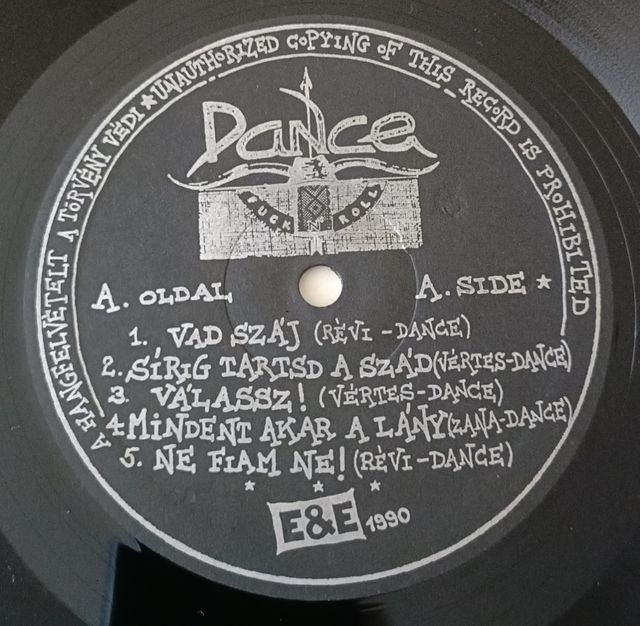 A HANGFELVÉTELT A TÖRVÉNY VÉDI ★ UNAUTHORIZED COPYING OF THIS RECORD IS PROHIBITED
Dance
FUCK N ROLL
A. OLDAL
A. SIDE ★
1. VAD SZÁJ (RÉVI-DANCE)
2. SÍRIG TARTSD A SZÁD (VÉRTES-DANCE)
3. VÁLASSZ! (VÉRTES-DANCE)
4 MINDENT AKAR A LÁNY (ZANA-DANCE)
5. NE FIAM NE! (RÉVI-DANCE)
★ ★ ★
E&E 1990